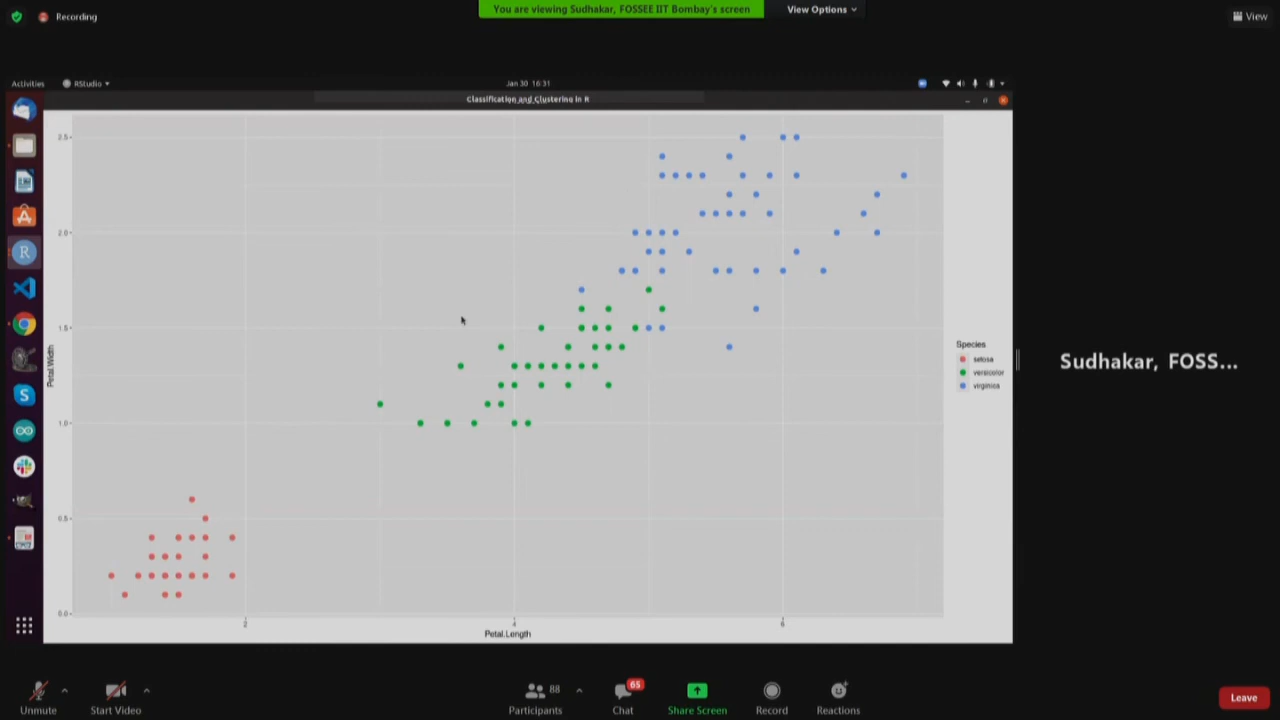 You are viewing Sudhakar, FOSSEE IIT Bombay's screen
View Options
Recording
View
Activities
RStudio
Jan 30 16:31
Classification and Clustering in R
2.5
2.0
1.5
1.0
0.5
0.0
Petal.Width
2
4
6
Petal.Length
Species
setosa
versicolor
virginica
Sudhakar, FOSS...
Unmute
Start Video
88
Participants
65
Chat
Share Screen
Record
Reactions
Leave